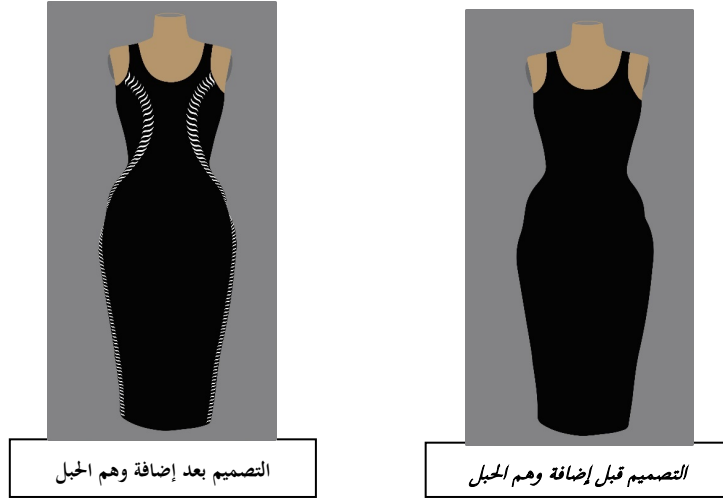 التصميم قبل إضافة وهم الحبل
التصميم بعد إضافة وهم الحبل